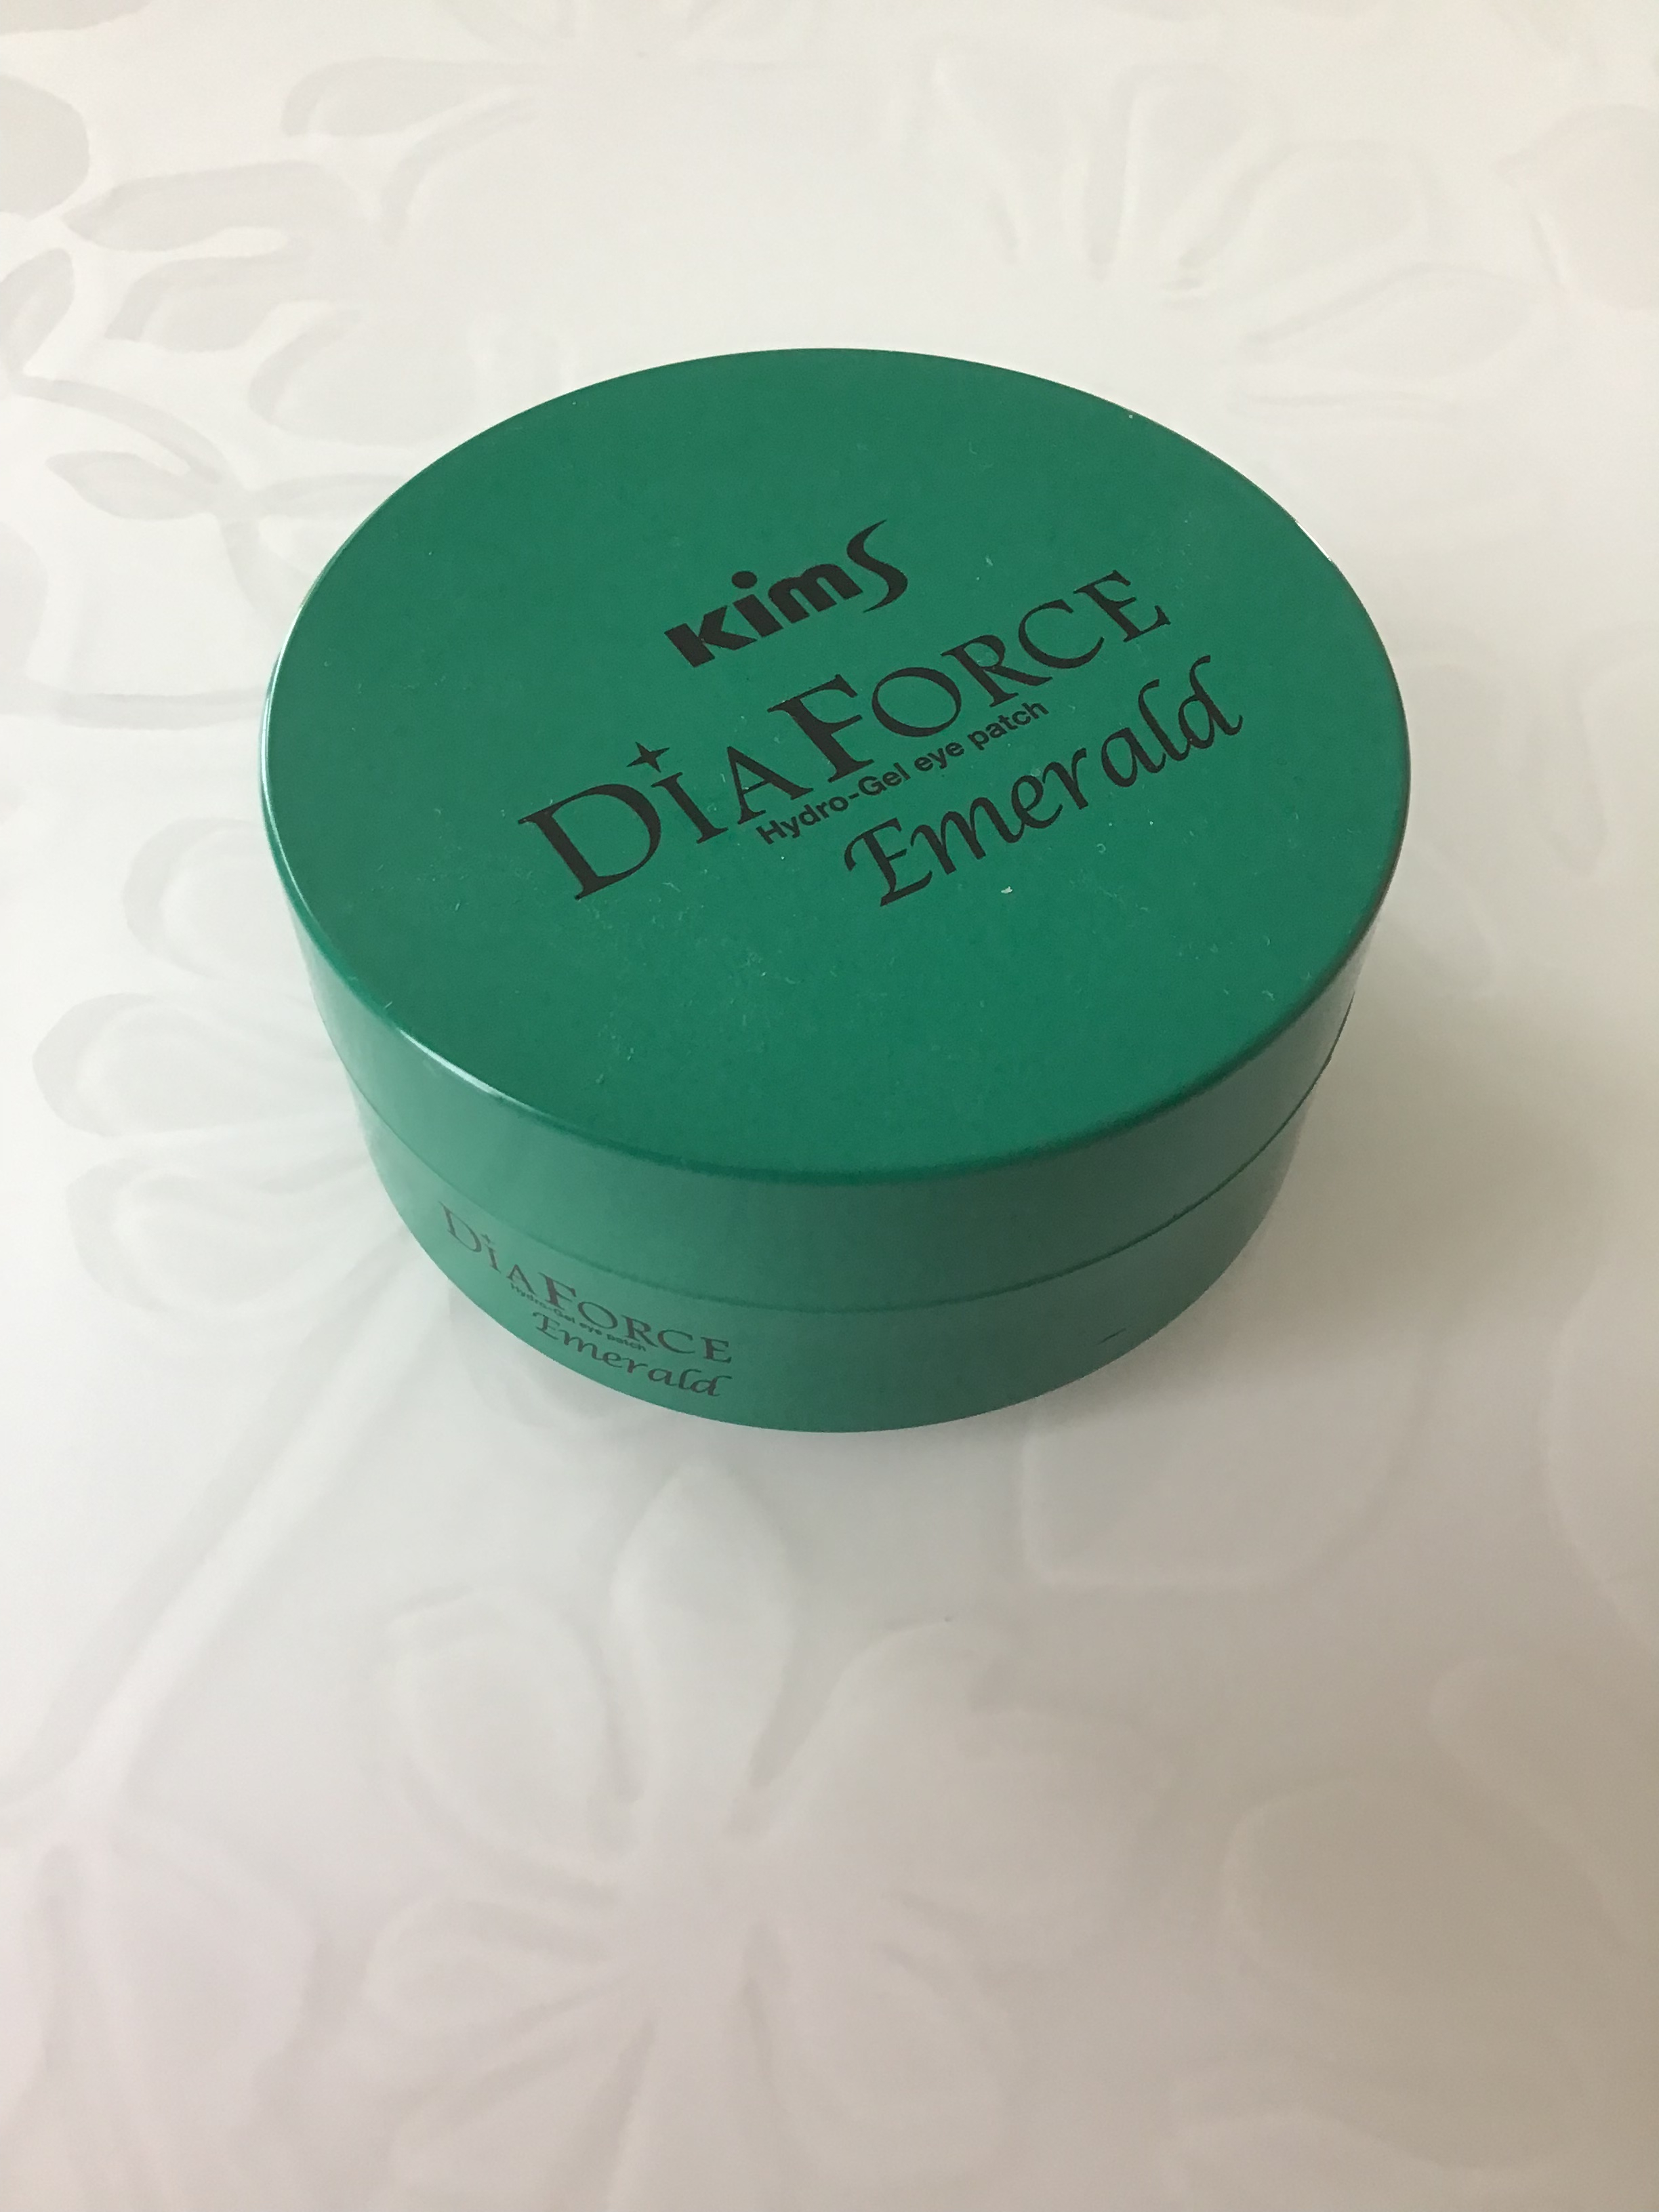 KimS
DiAFORCE
Hydro-Gel eye patch
Emerald
DiAFORCE
Hydro-Gel eye patch
Emerald